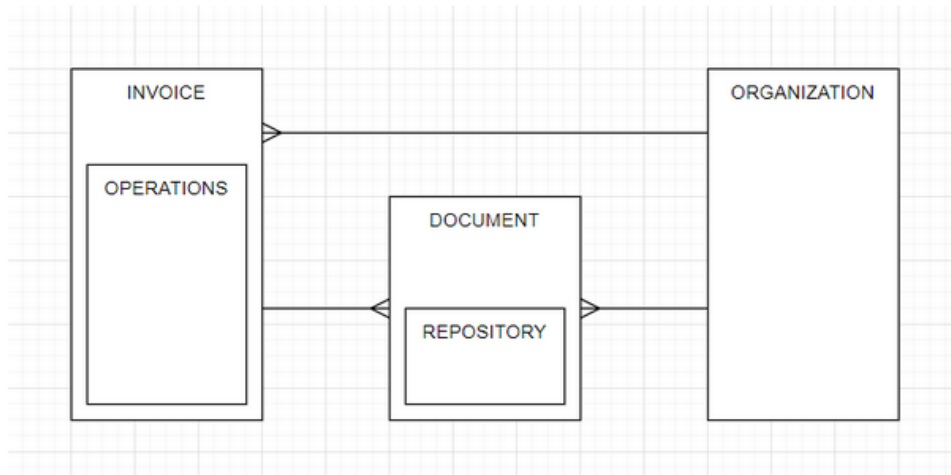 INVOICE
ORGANIZATION
OPERATIONS
DOCUMENT
REPOSITORY